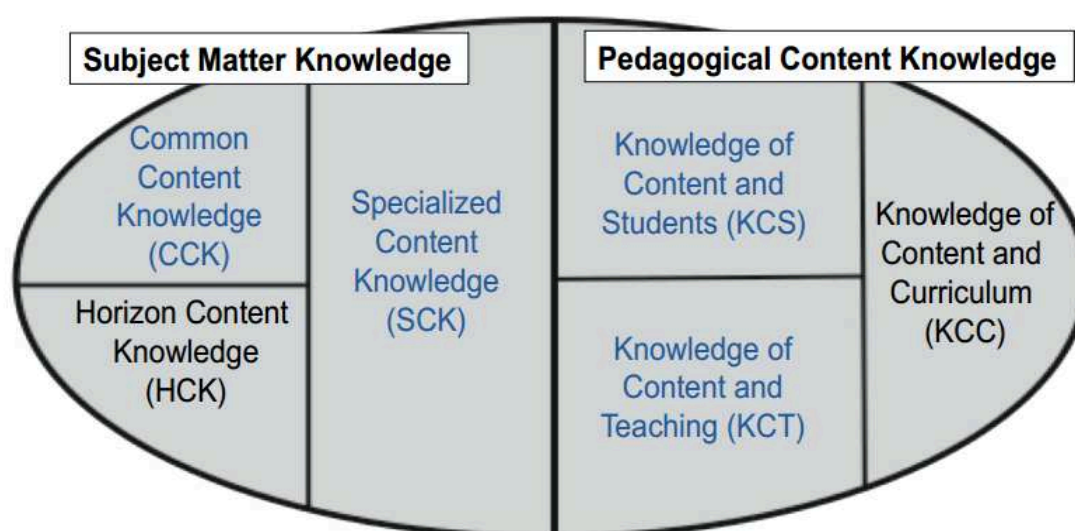 Subject Matter Knowledge
Pedagogical Content Knowledge
Common
Content
Knowledge
(CCK)
Horizon Content
Knowledge
(HCK)
Specialized
Content
Knowledge
(SCK)
Knowledge of
Content and
Students (KCS)
Knowledge of
Content and
Teaching (KCT)
Knowledge of
Content and
Curriculum
(KCC)